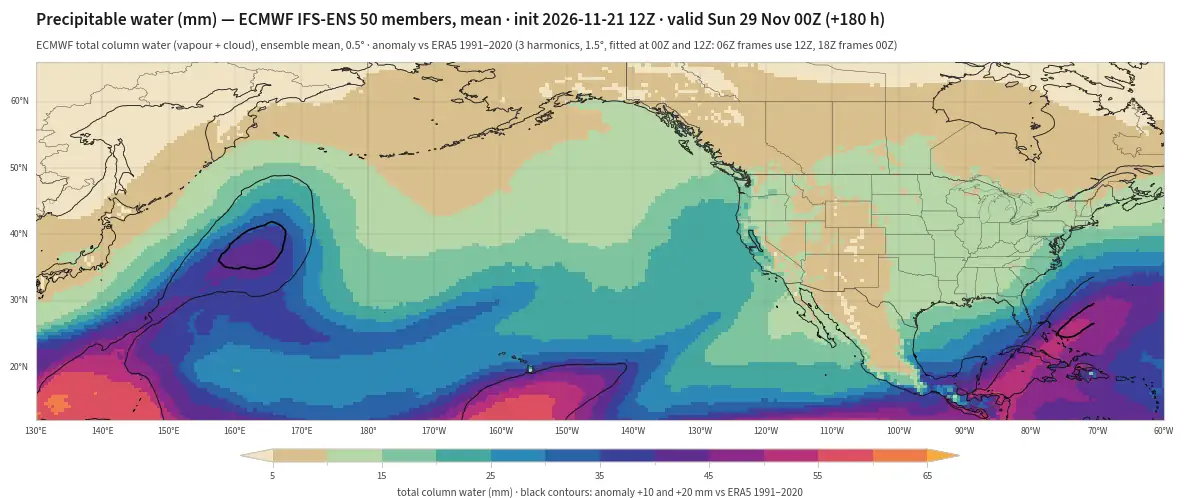 Precipitable water (mm) — ECMWF IFS-ENS 50 members, mean · init 2026-11-21 12Z · valid Sun 29 Nov 00Z (+180 h)
ECMWF total column water (vapour + cloud), ensemble mean, 0.5° · anomaly vs ERA5 1991–2020 (3 harmonics, 1.5°, fitted at 00Z and 12Z: 06Z frames use 12Z, 18Z frames 00Z)
60°N
50°N
40°N
30°N
20°N
130°E 140°E 150°E 160°E 170°E 180° 170°W 160°W 150°W 140°W 130°W 120°W 110°W 100°W 90°W 80°W 70°W 60°W
5 15 25 35 45 55 65
total column water (mm) · black contours: anomaly +10 and +20 mm vs ERA5 1991–2020